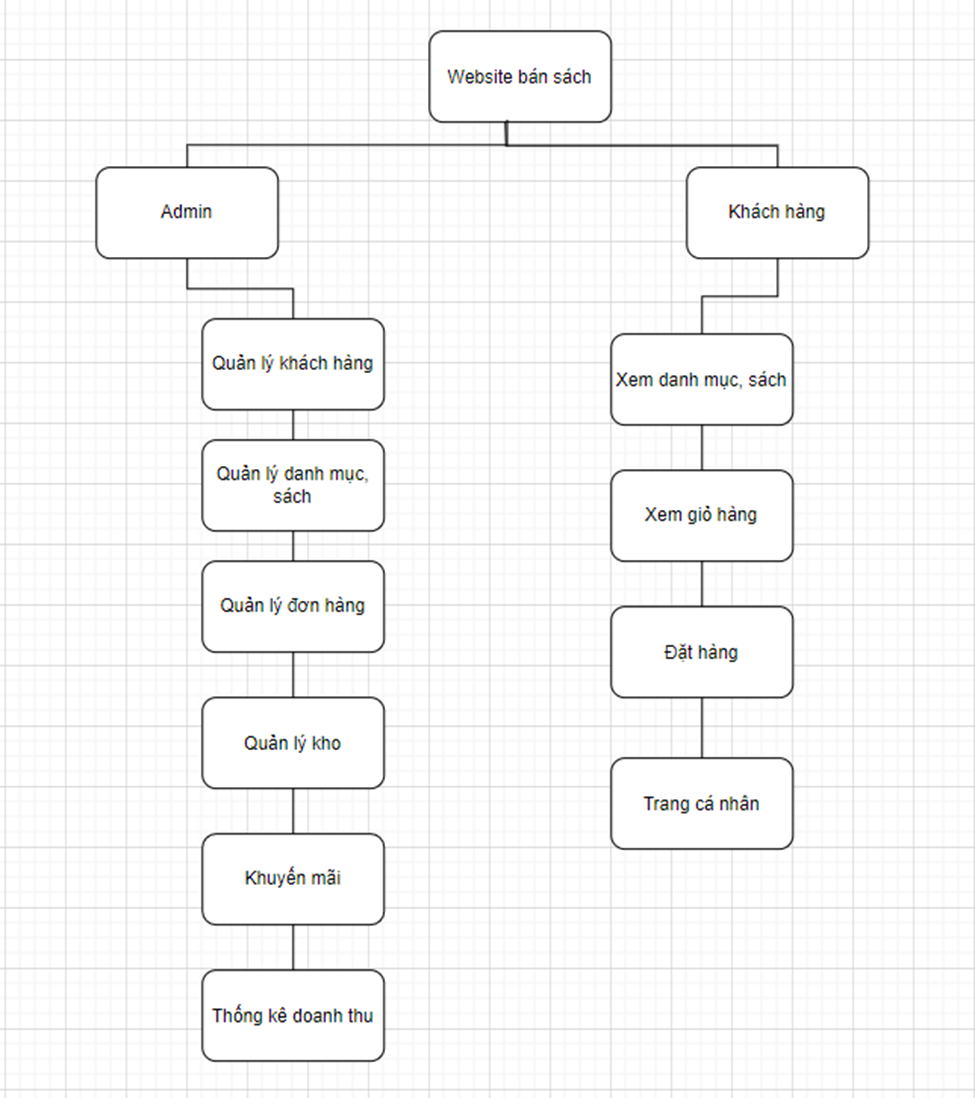 Website bán sách
Admin
Khách hàng
Quản lý khách hàng
Quản lý danh mục,
sách
Quản lý đơn hàng
Quản lý kho
Khuyến mãi
Thống kê doanh thu
Xem danh mục, sách
Xem giỏ hàng
Đặt hàng
Trang cá nhân